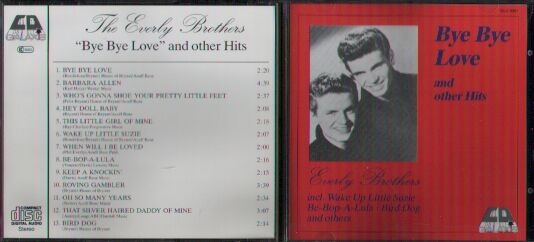 CD
GALAXIS
The Everly Brothers
"Bye Bye Love" and other Hits
1. BYE BYE LOVE 2:20
2. BARBARA ALLEN 4:39
3. WHO'S GONNA SHOE YOUR PRETTY LITTLE FEET 2:37
4. HEY DOLL BABY 2:08
5. THIS LITTLE GIRL OF MINE 2:18
6. WAKE UP LITTLE SUZIE 2:07
7. WHEN WILL I BE LOVED 2:00
8. BE-BOP-A-LULA 2:16
9. KEEP A KNOCKIN' 2:15
10. ROVING GAMBLER 3:39
11. OH SO MANY YEARS 2:34
12. THAT SILVER HAIRED DADDY OF MINE 3:07
13. BIRD DOG 2:14
COMPACT
disc
DIGITAL AUDIO
Stereo
Bye Bye
Love
and
other Hits
Everly Brothers
incl. Wake Up Little Suzie
Be-Bop-A-Lula · Bird Dog
and others
CD
GALAXIS